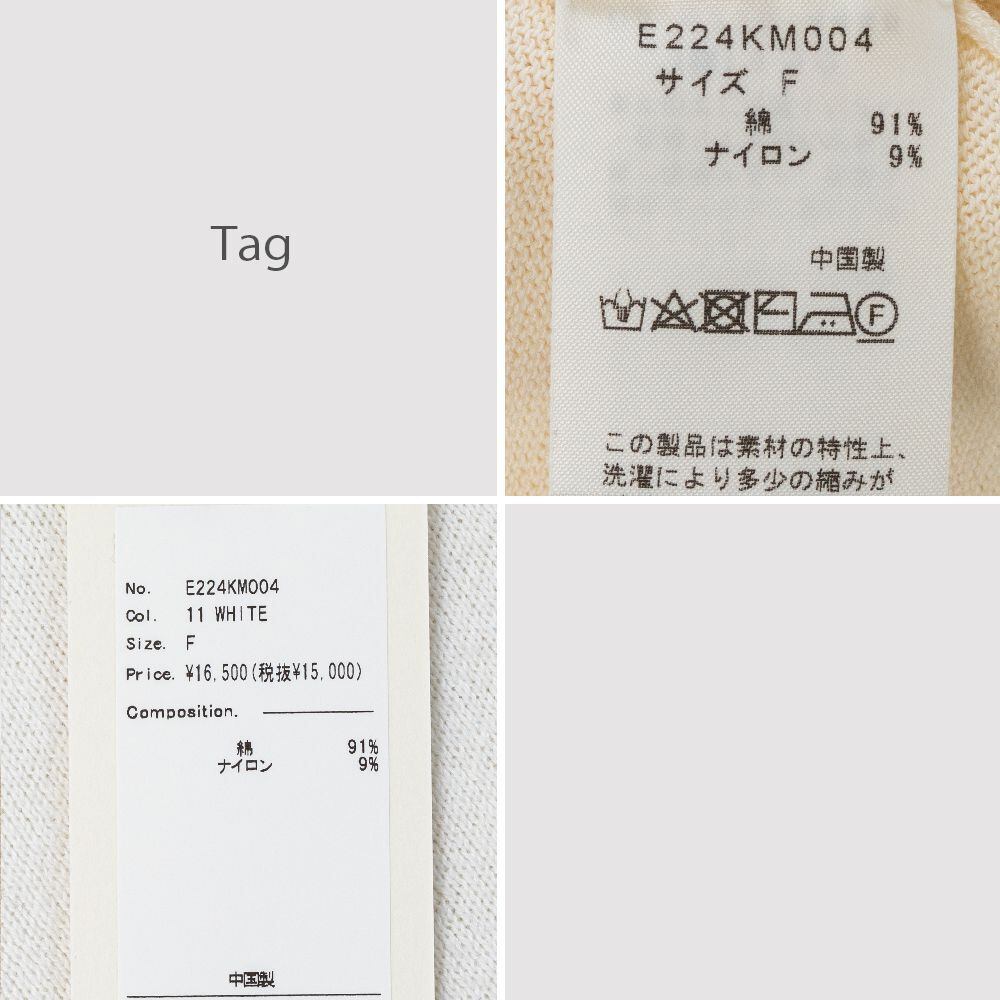 Tag
E224KM004
サイズ F
綿 91%
ナイロン 9%
中国製
F
この製品は素材の特性上、
洗濯により多少の縮みが
No. E224KM004
Col. 11 WHITE
Size. F
Price. ¥16,500(税抜¥15,000)
Composition.
綿 91%
ナイロン 9%
中国製